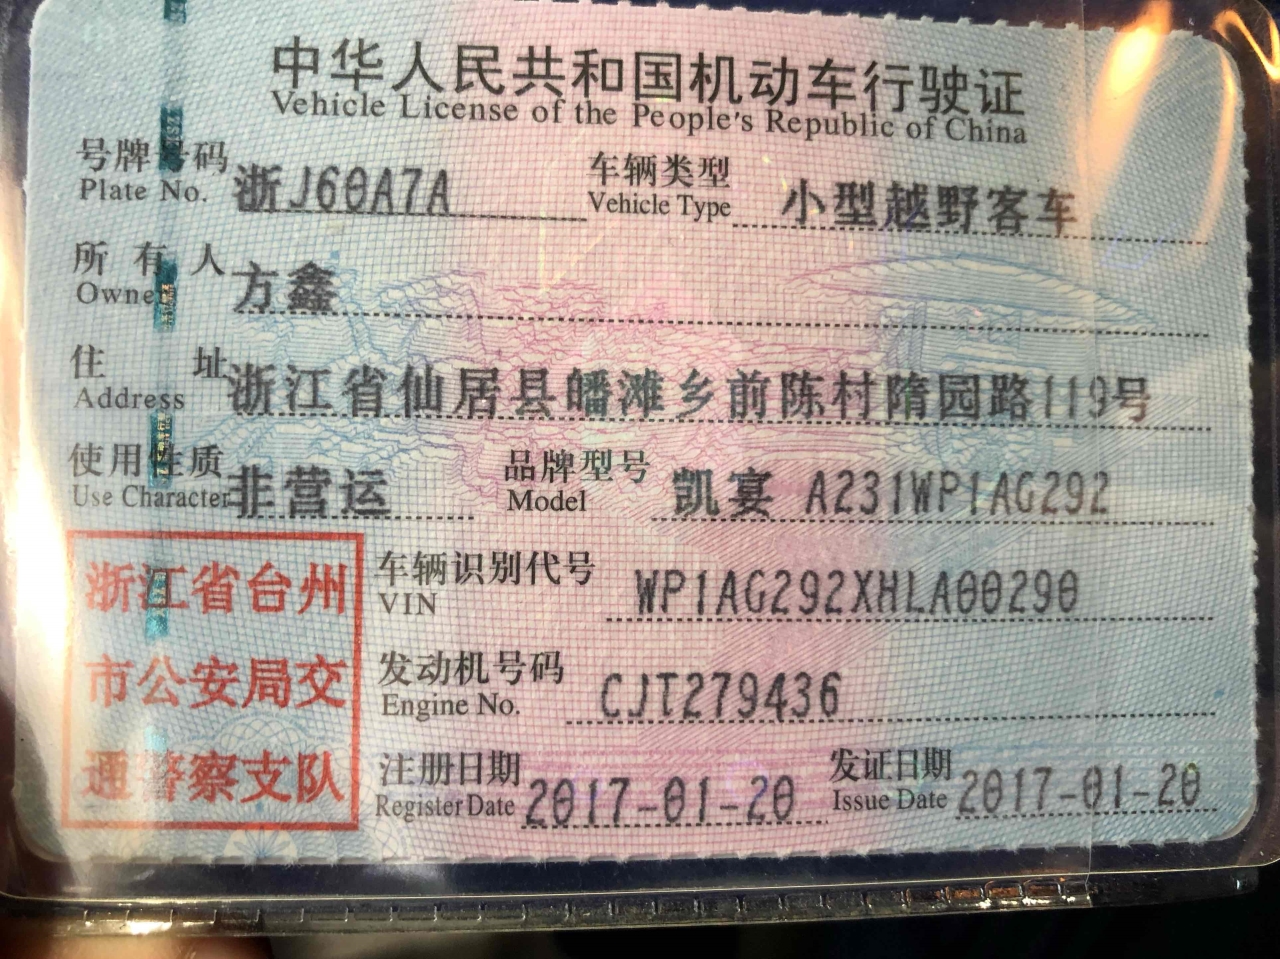 中华人民共和国机动车行驶证
Vehicle License of the People's Republic of China
号牌号码 浙J60A7A 车辆类型 小型越野客车
Plate No. Vehicle Type
所有人 方鑫
Owner
住址 浙江省仙居县皤滩乡前陈村隋园路119号
Address
使用性质 非营运 品牌型号 凯宴 A231WP1AG292
Use Character Model
浙江省台州
市公安局交
通警察支队
车辆识别代号 WP1AG292XHLA00290
VIN
发动机号码 CJT279436
Engine No.
注册日期 2017-01-20 发证日期 2017-01-20
Register Date Issue Date